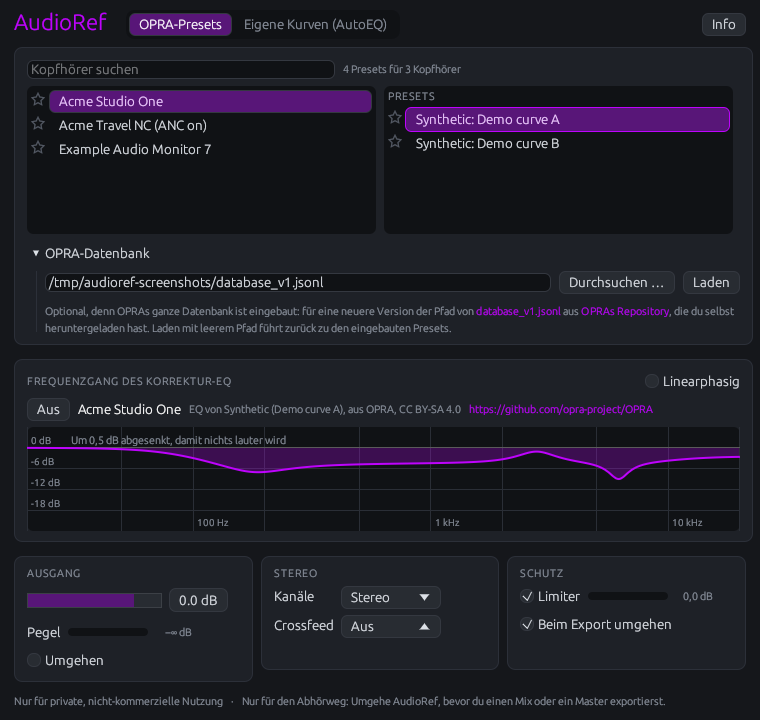 AudioRef
OPRA-Presets
Eigene Kurven (AutoEQ)
Info
Kopfhörer suchen
4 Presets für 3 Kopfhörer
Acme Studio One
Acme Travel NC (ANC on)
Example Audio Monitor 7
PRESETS
Synthetic: Demo curve A
Synthetic: Demo curve B
OPRA-Datenbank
/tmp/audioref-screenshots/database_v1.jsonl
Durchsuchen …
Laden
Optional, denn OPRAs ganze Datenbank ist eingebaut: für eine neuere Version der Pfad von database_v1.jsonl aus OPRAs Repository, die du selbst
heruntergeladen hast. Laden mit leerem Pfad führt zurück zu den eingebauten Presets.
FREQUENZGANG DES KORREKTUR-EQ
Linearphasig
Aus
Acme Studio One
EQ von Synthetic (Demo curve A), aus OPRA, CC BY-SA 4.0
https://github.com/opra-project/OPRA
0 dB
Um 0,5 dB abgesenkt, damit nichts lauter wird
-6 dB
-12 dB
-18 dB
100 Hz
1 kHz
10 kHz
AUSGANG
0.0 dB
Pegel
-∞ dB
Umgehen
STEREO
Kanäle
Stereo
Crossfeed
Aus
SCHUTZ
Limiter
0,0 dB
Beim Export umgehen
Nur für private, nicht-kommerzielle Nutzung · Nur für den Abhörweg: Umgehe AudioRef, bevor du einen Mix oder ein Master exportierst.